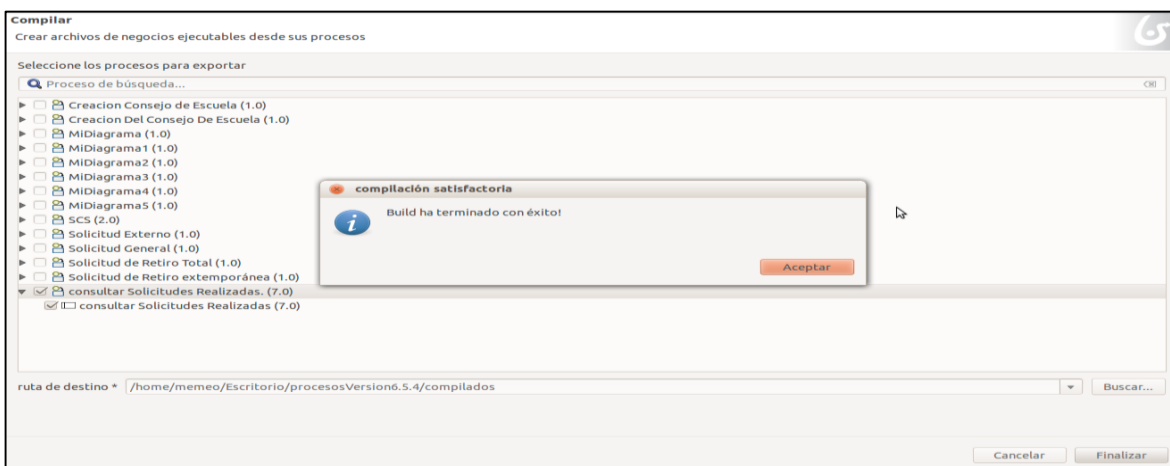 Compilar
Crear archivos de negocios ejecutables desde sus procesos
Seleccione los procesos para exportar
Proceso de búsqueda...
Creacion Consejo de Escuela (1.0)
Creacion Del Consejo De Escuela (1.0)
MiDiagrama (1.0)
MiDiagrama1 (1.0)
MiDiagrama2 (1.0)
MiDiagrama3 (1.0)
MiDiagrama4 (1.0)
MiDiagrama5 (1.0)
SCS (2.0)
Solicitud Externo (1.0)
Solicitud General (1.0)
Solicitud de Retiro Total (1.0)
Solicitud de Retiro extemporánea (1.0)
consultar Solicitudes Realizadas. (7.0)
consultar Solicitudes Realizadas (7.0)
compilación satisfactoria
Build ha terminado con éxito!
Aceptar
ruta de destino * /home/memeo/Escritorio/procesosVersion6.5.4/compilados
Buscar...
Cancelar Finalizar